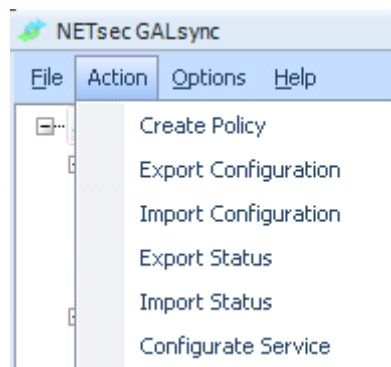 NETsec GALsync
File Action Options Help
Create Policy
Export Configuration
Import Configuration
Export Status
Import Status
Configurate Service